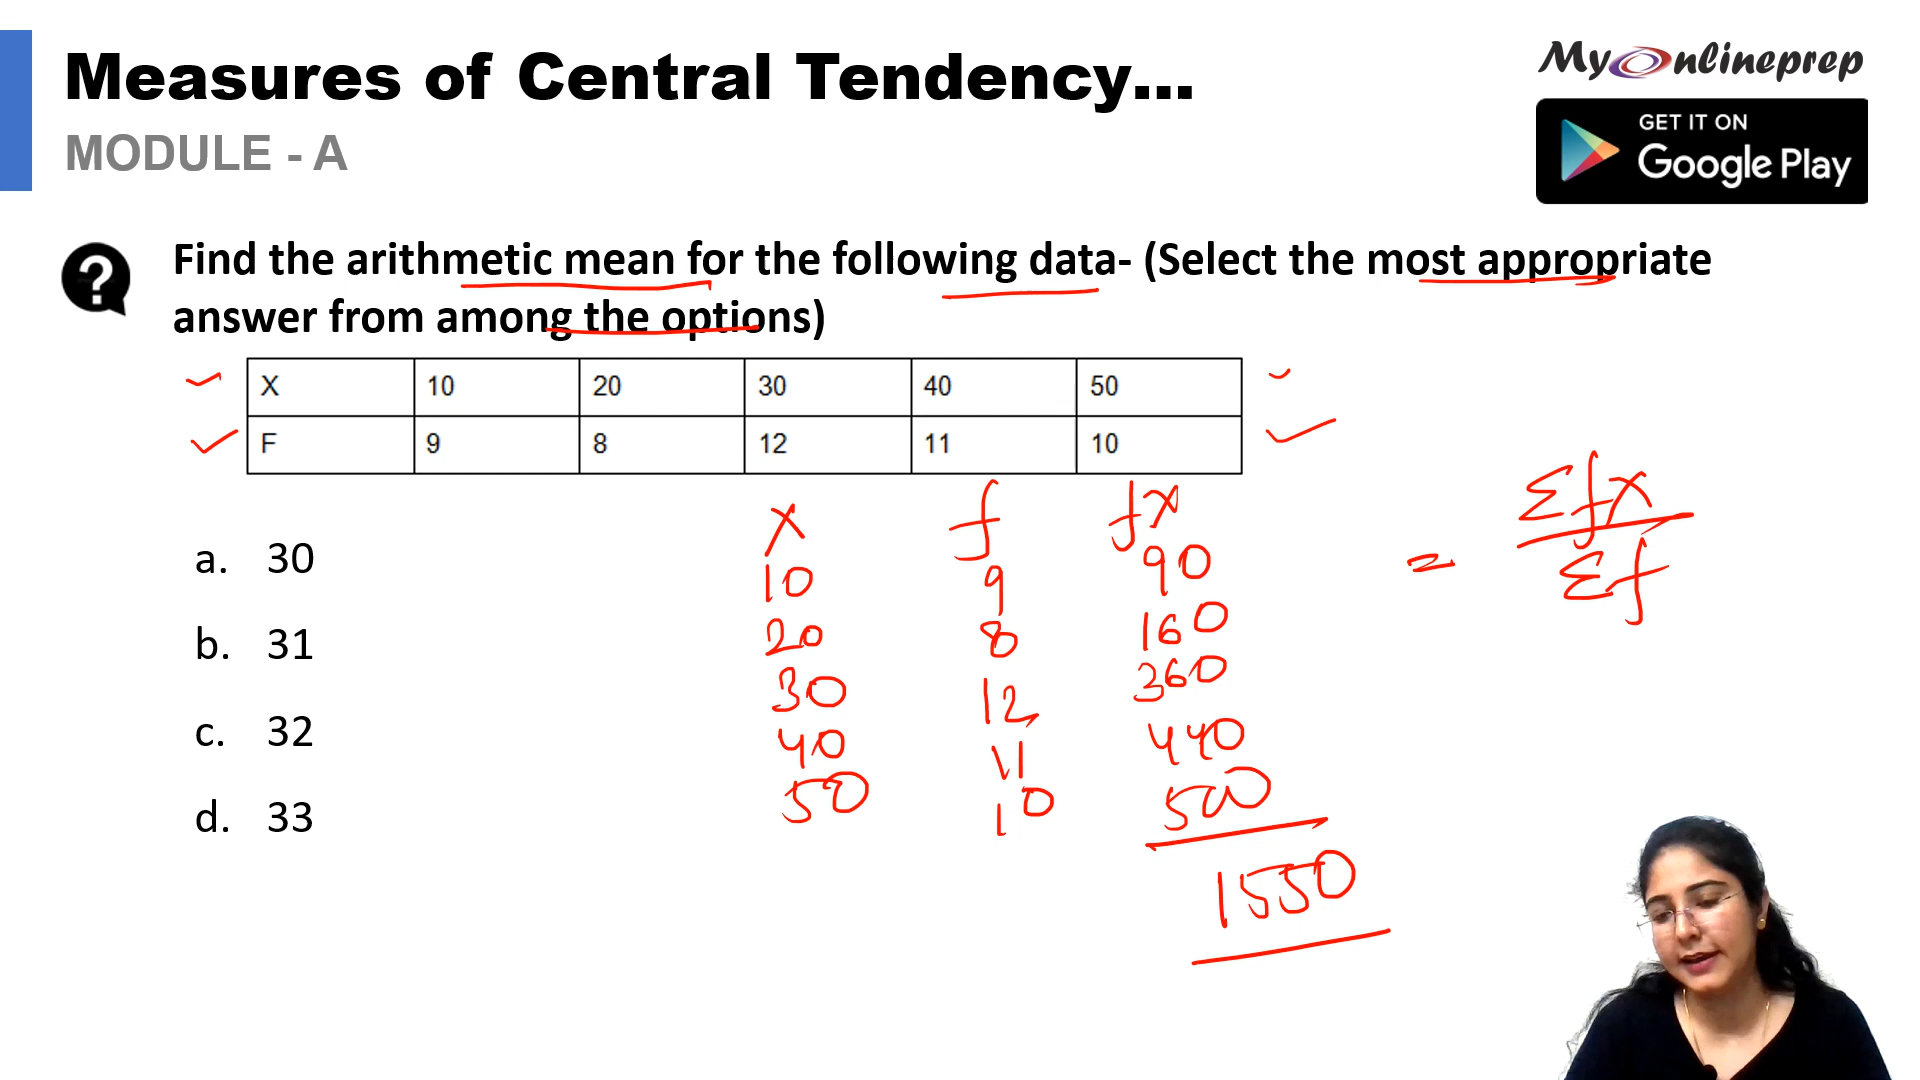 Measures of Central Tendency...
MODULE - A
MyOnlineprep
GET IT ON
Google Play
?
Find the arithmetic mean for the following data- (Select the most appropriate
answer from among the options)
X 10 20 30 40 50
F 9 8 12 11 10
a. 30
b. 31
c. 32
d. 33
x f fx
10 9 90
20 8 160
30 12 360
40 11 440
50 10 500
1550
= Σfx
Σf